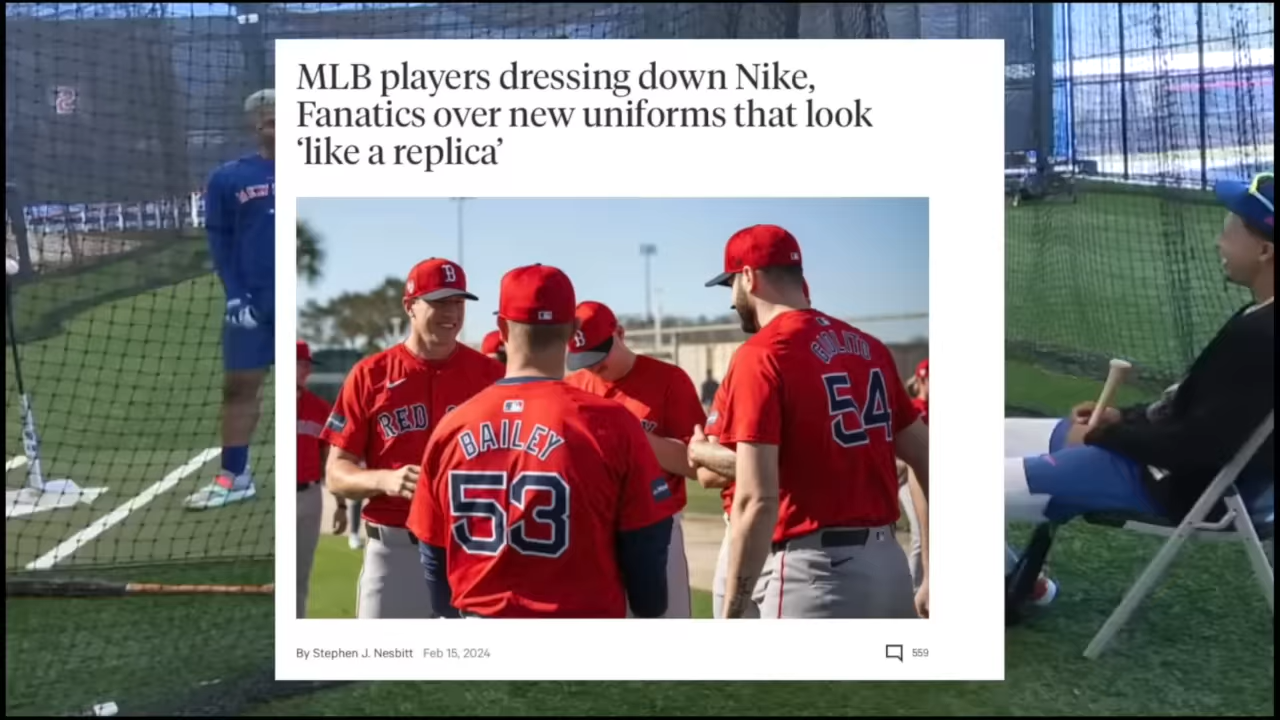 MLB players dressing down Nike,
Fanatics over new uniforms that look
‘like a replica’
B
B
RED
BAILEY
53
GIOLITO
54
By Stephen J. Nesbitt Feb 15, 2024
559